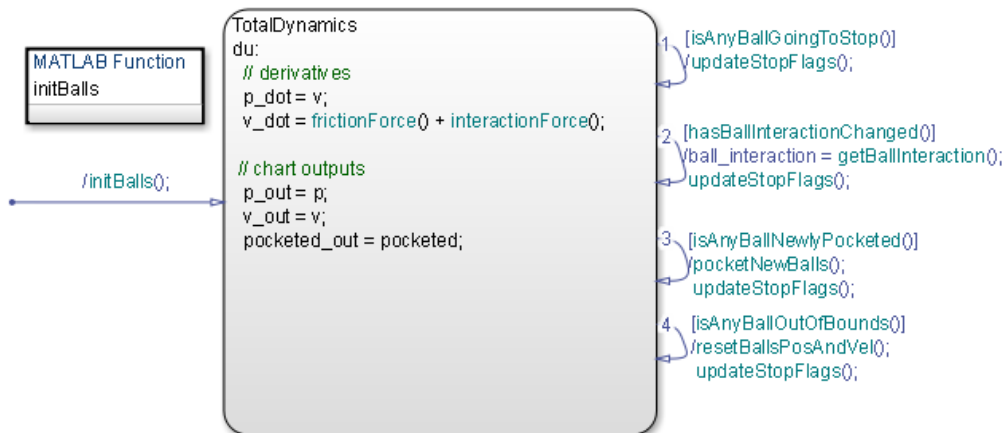 MATLAB Function
initBalls
/initBalls();
TotalDynamics
du:
// derivatives
p_dot = v;
v_dot = frictionForce() + interactionForce();
// chart outputs
p_out = p;
v_out = v;
pocketed_out = pocketed;
1
[isAnyBallGoingToStop()]
/updateStopFlags();
2
[hasBallInteractionChanged()]
/ball_interaction = getBallInteraction();
updateStopFlags();
3
[isAnyBallNewlyPocketed()]
/pocketNewBalls();
updateStopFlags();
4
[isAnyBallOutOfBounds()]
/resetBallsPosAndVel();
updateStopFlags();